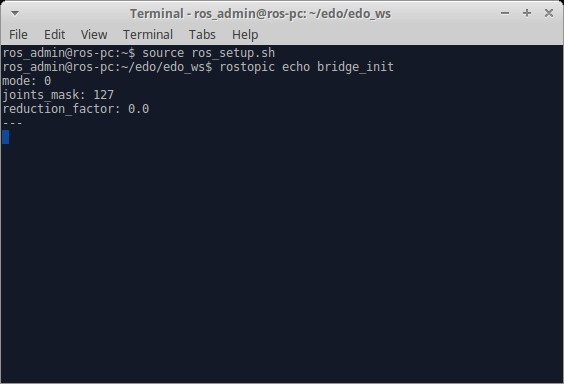 Terminal - ros_admin@ros-pc: ~/edo/edo_ws
File Edit View Terminal Tabs Help
ros_admin@ros-pc:~$ source ros_setup.sh
ros_admin@ros-pc:~/edo/edo_ws$ rostopic echo bridge_init
mode: 0
joints_mask: 127
reduction_factor: 0.0
---